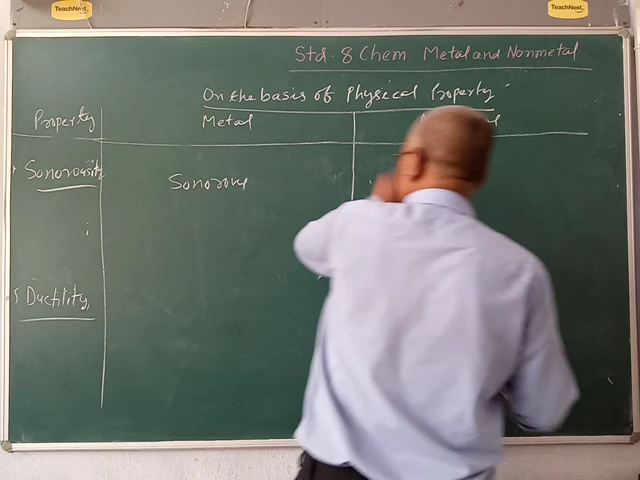 TeachNext
TeachNext
Std. 8 Chem Metal and Nonmetal
On the basis of Physical Property
Property
Metal
Sonorousity
Sonorous
Ductility